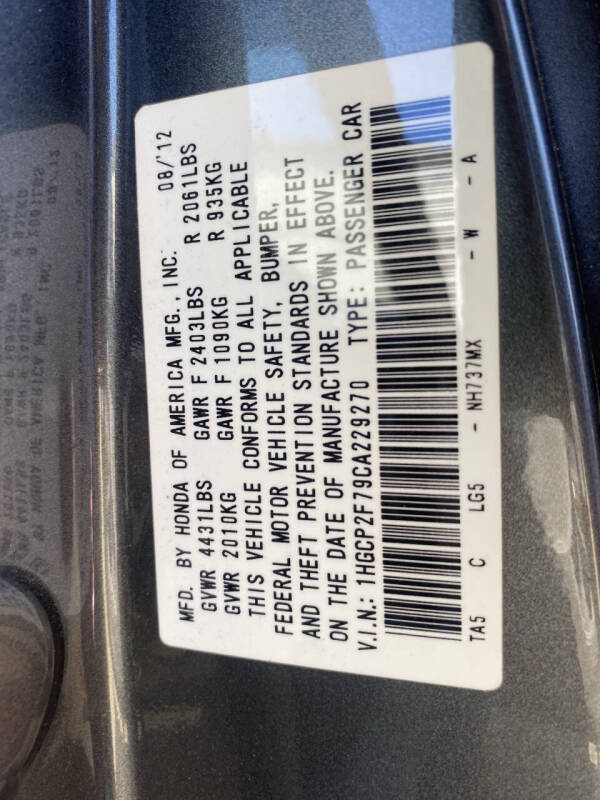 MFD. BY HONDA OF AMERICA MFG., INC. 08/'12
GVWR 4431LBS GAWR F 2403LBS R 2061LBS
GVWR 2010KG GAWR F 1090KG R 935KG
THIS VEHICLE CONFORMS TO ALL APPLICABLE
FEDERAL MOTOR VEHICLE SAFETY, BUMPER,
AND THEFT PREVENTION STANDARDS IN EFFECT
ON THE DATE OF MANUFACTURE SHOWN ABOVE.
V.I.N.: 1HGCP2F79CA229270 TYPE: PASSENGER CAR
TA5 C LG5 - NH737MX - W - A